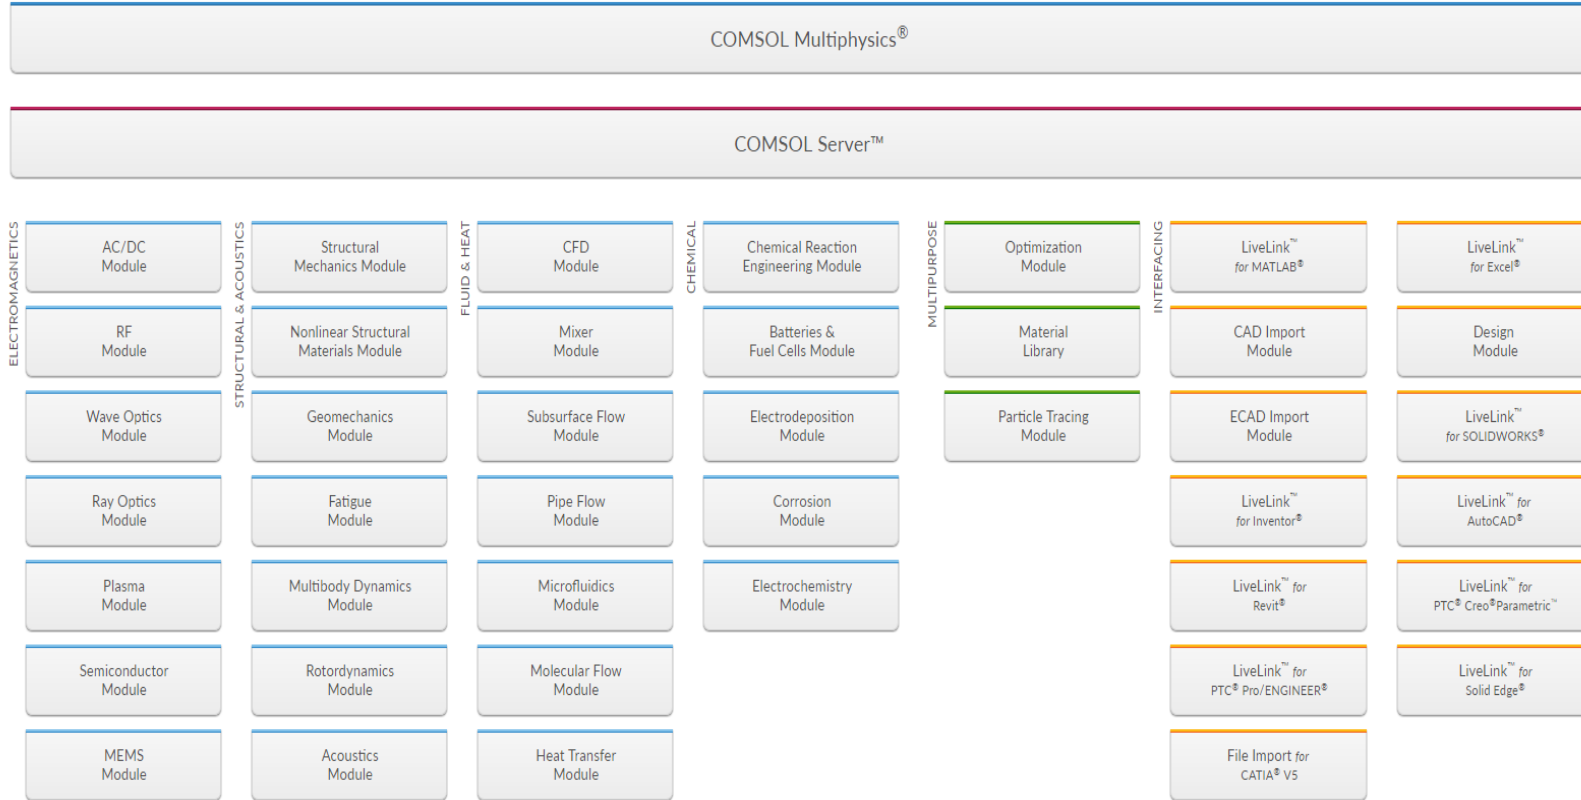 COMSOL Multiphysics®
COMSOL Server™
ELECTROMAGNETICS
AC/DC
Module
RF
Module
Wave Optics
Module
Ray Optics
Module
Plasma
Module
Semiconductor
Module
MEMS
Module
STRUCTURAL & ACOUSTICS
Structural
Mechanics Module
Nonlinear Structural
Materials Module
Geomechanics
Module
Fatigue
Module
Multibody Dynamics
Module
Rotordynamics
Module
Acoustics
Module
FLUID & HEAT
CFD
Module
Mixer
Module
Subsurface Flow
Module
Pipe Flow
Module
Microfluidics
Module
Molecular Flow
Module
Heat Transfer
Module
CHEMICAL
Chemical Reaction
Engineering Module
Batteries &
Fuel Cells Module
Electrodeposition
Module
Corrosion
Module
Electrochemistry
Module
MULTIPURPOSE
Optimization
Module
Material
Library
Particle Tracing
Module
INTERFACING
LiveLink™
for MATLAB®
CAD Import
Module
ECAD Import
Module
LiveLink™
for Inventor®
LiveLink™ for
Revit®
LiveLink™ for
PTC® Pro/ENGINEER®
File Import for
CATIA® V5
LiveLink™
for Excel®
Design
Module
LiveLink™
for SOLIDWORKS®
LiveLink™ for
AutoCAD®
LiveLink™ for
PTC® Creo®Parametric™
LiveLink™ for
Solid Edge®